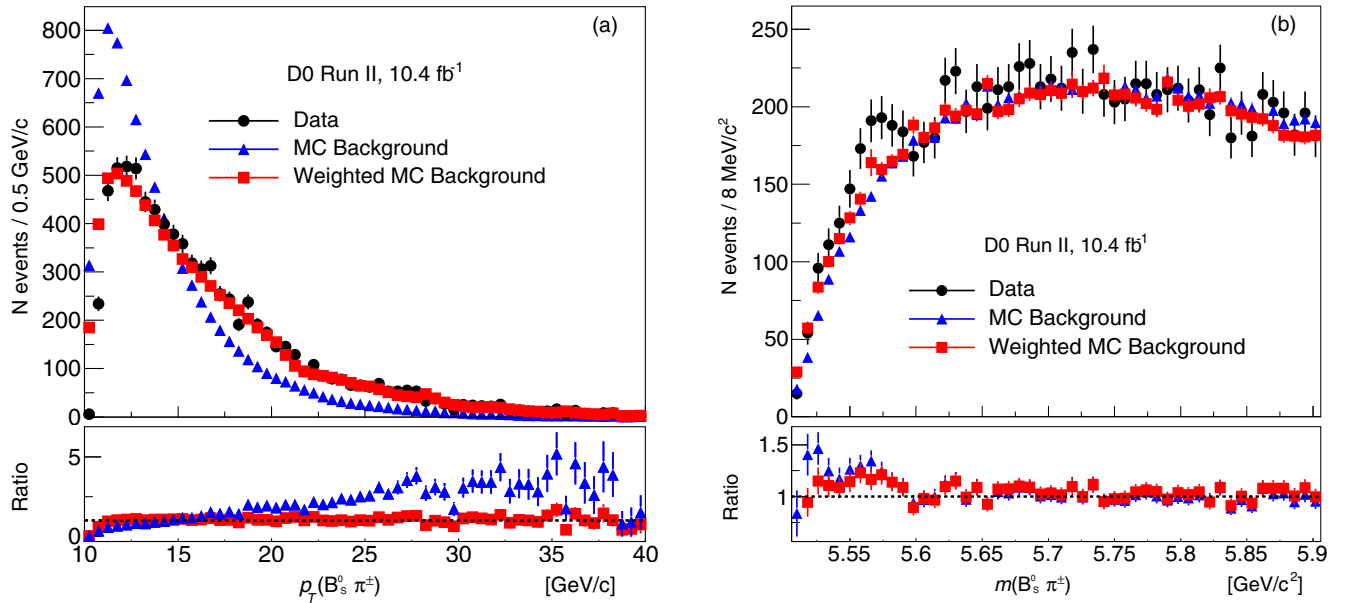 (a)
D0 Run II, 10.4 fb⁻¹
Data
MC Background
Weighted MC Background
N events / 0.5 GeV/c
800
700
600
500
400
300
200
100
0
Ratio
5
0
10 15 20 25 30 35 40
p_T(B⁰ₛ π±) [GeV/c]
(b)
N events / 8 MeV/c²
250
200
150
100
50
0
D0 Run II, 10.4 fb⁻¹
Data
MC Background
Weighted MC Background
Ratio
1.5
1
5.55 5.6 5.65 5.7 5.75 5.8 5.85 5.9
m(B⁰ₛ π±) [GeV/c²]